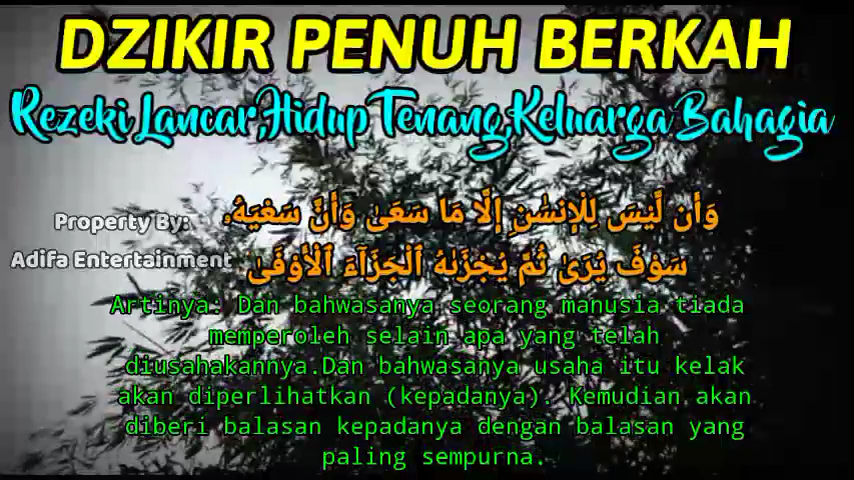 DZIKIR PENUH BERKAH
Rezeki Lancar,Hidup Tenang,Keluarga Bahagia
Property By:
Adifa Entertainment
وَأَن لَّيْسَ لِلْإِنسَٰنِ إِلَّا مَا سَعَىٰ وَأَنَّ سَعْيَهُۥ
سَوْفَ يُرَىٰ ثُمَّ يُجْزَىٰهُ ٱلْجَزَآءَ ٱلْأَوْفَىٰ
Artinya: Dan bahwasanya seorang manusia tiada
memperoleh selain apa yang telah
diusahakannya.Dan bahwasanya usaha itu kelak
akan diperlihatkan (kepadanya). Kemudian akan
diberi balasan kepadanya dengan balasan yang
paling sempurna.